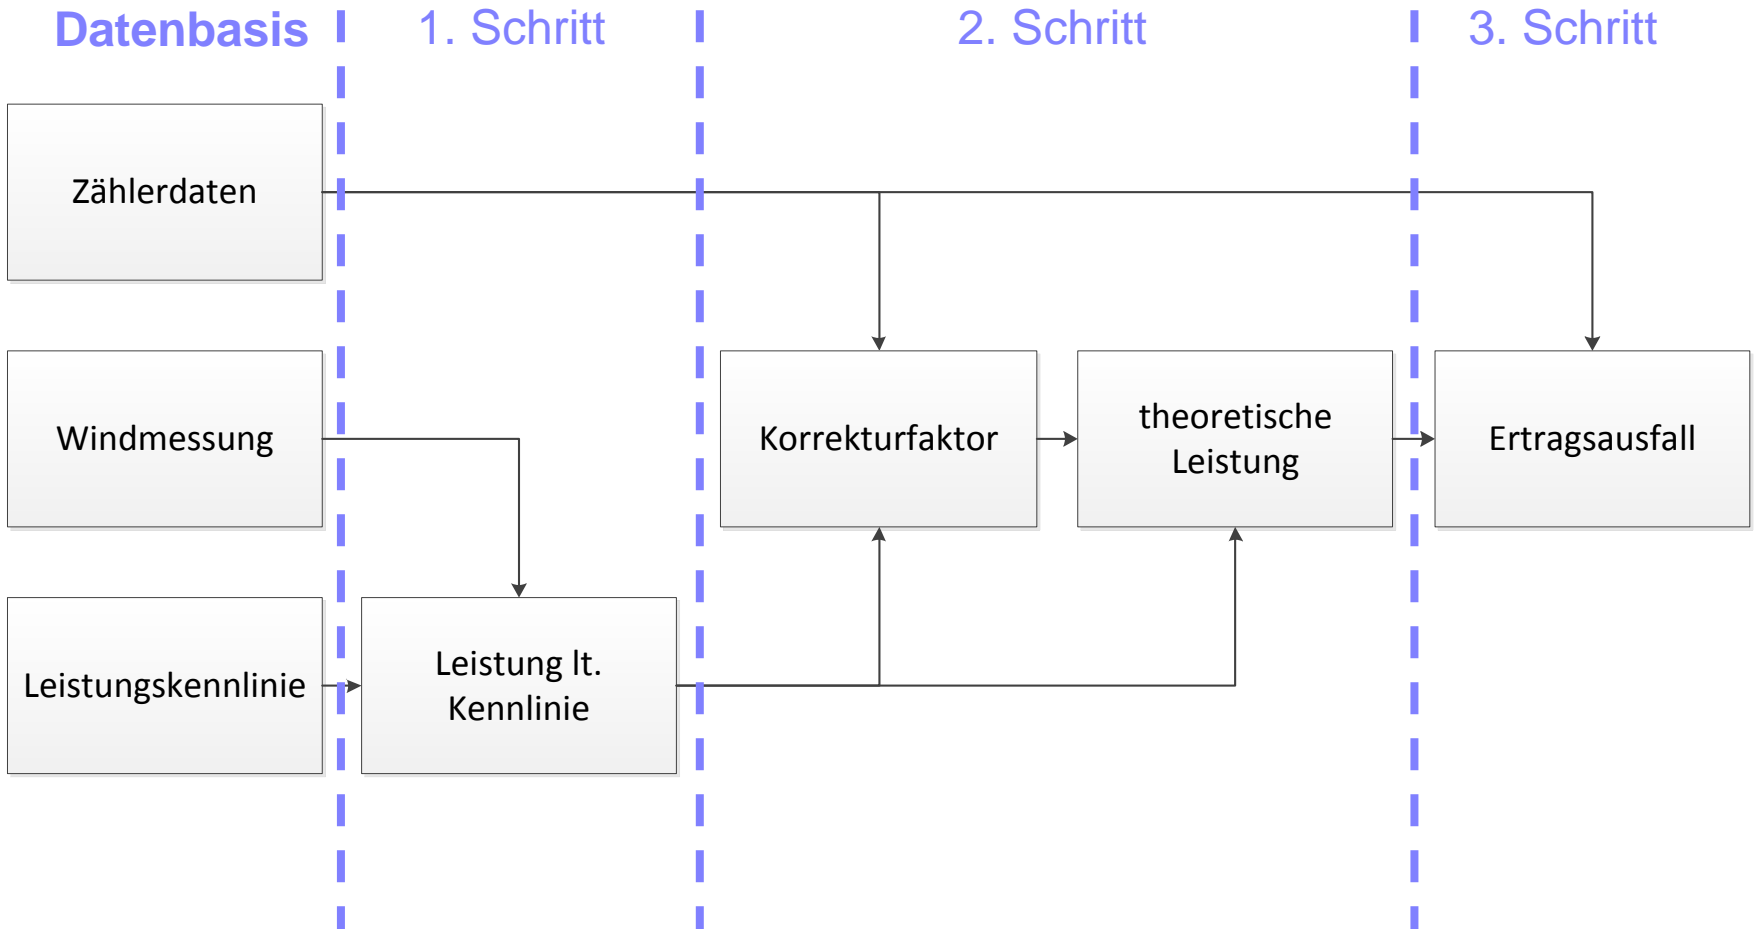 Datenbasis
1. Schritt
2. Schritt
3. Schritt
Zählerdaten
Windmessung
Korrekturfaktor
theoretische
Leistung
Ertragsausfall
Leistungskennlinie
Leistung lt.
Kennlinie